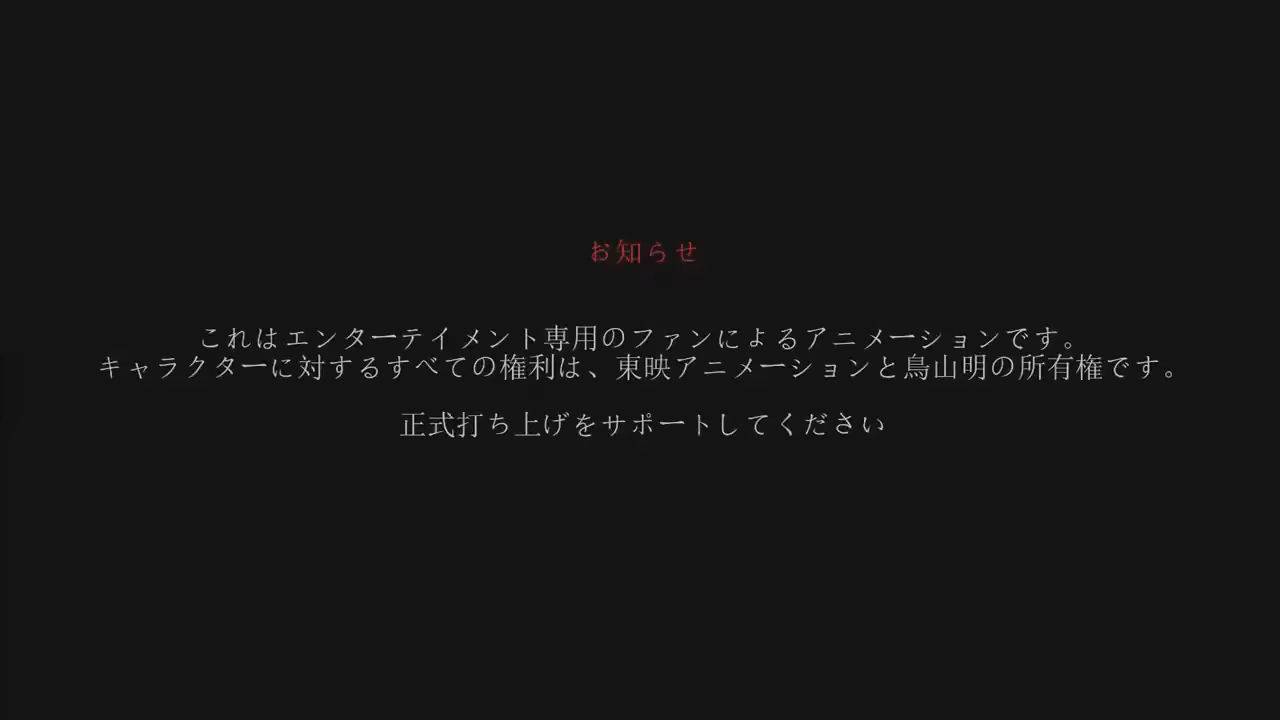 お知らせ
これはエンターテイメント専用のファンによるアニメーションです。
キャラクターに対するすべての権利は、東映アニメーションと鳥山明の所有権です。
正式打ち上げをサポートしてください